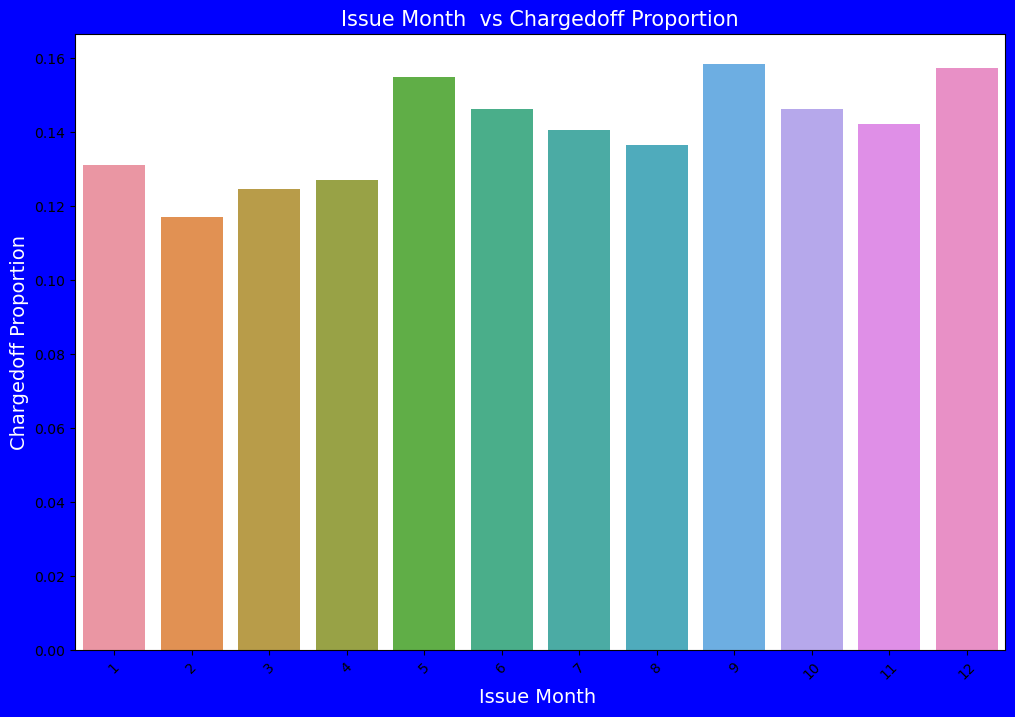 Issue Month  vs Chargedoff Proportion
Chargedoff Proportion
0.16
0.14
0.12
0.10
0.08
0.06
0.04
0.02
0.00
1 2 3 4 5 6 7 8 9 10 11 12
Issue Month